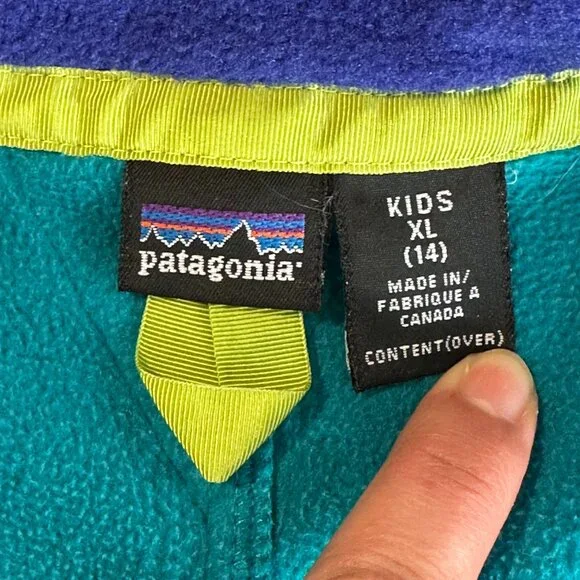 patagonia®
KIDS
XL
(14)
MADE IN/
FABRIQUE A
CANADA
CONTENT(OVER)